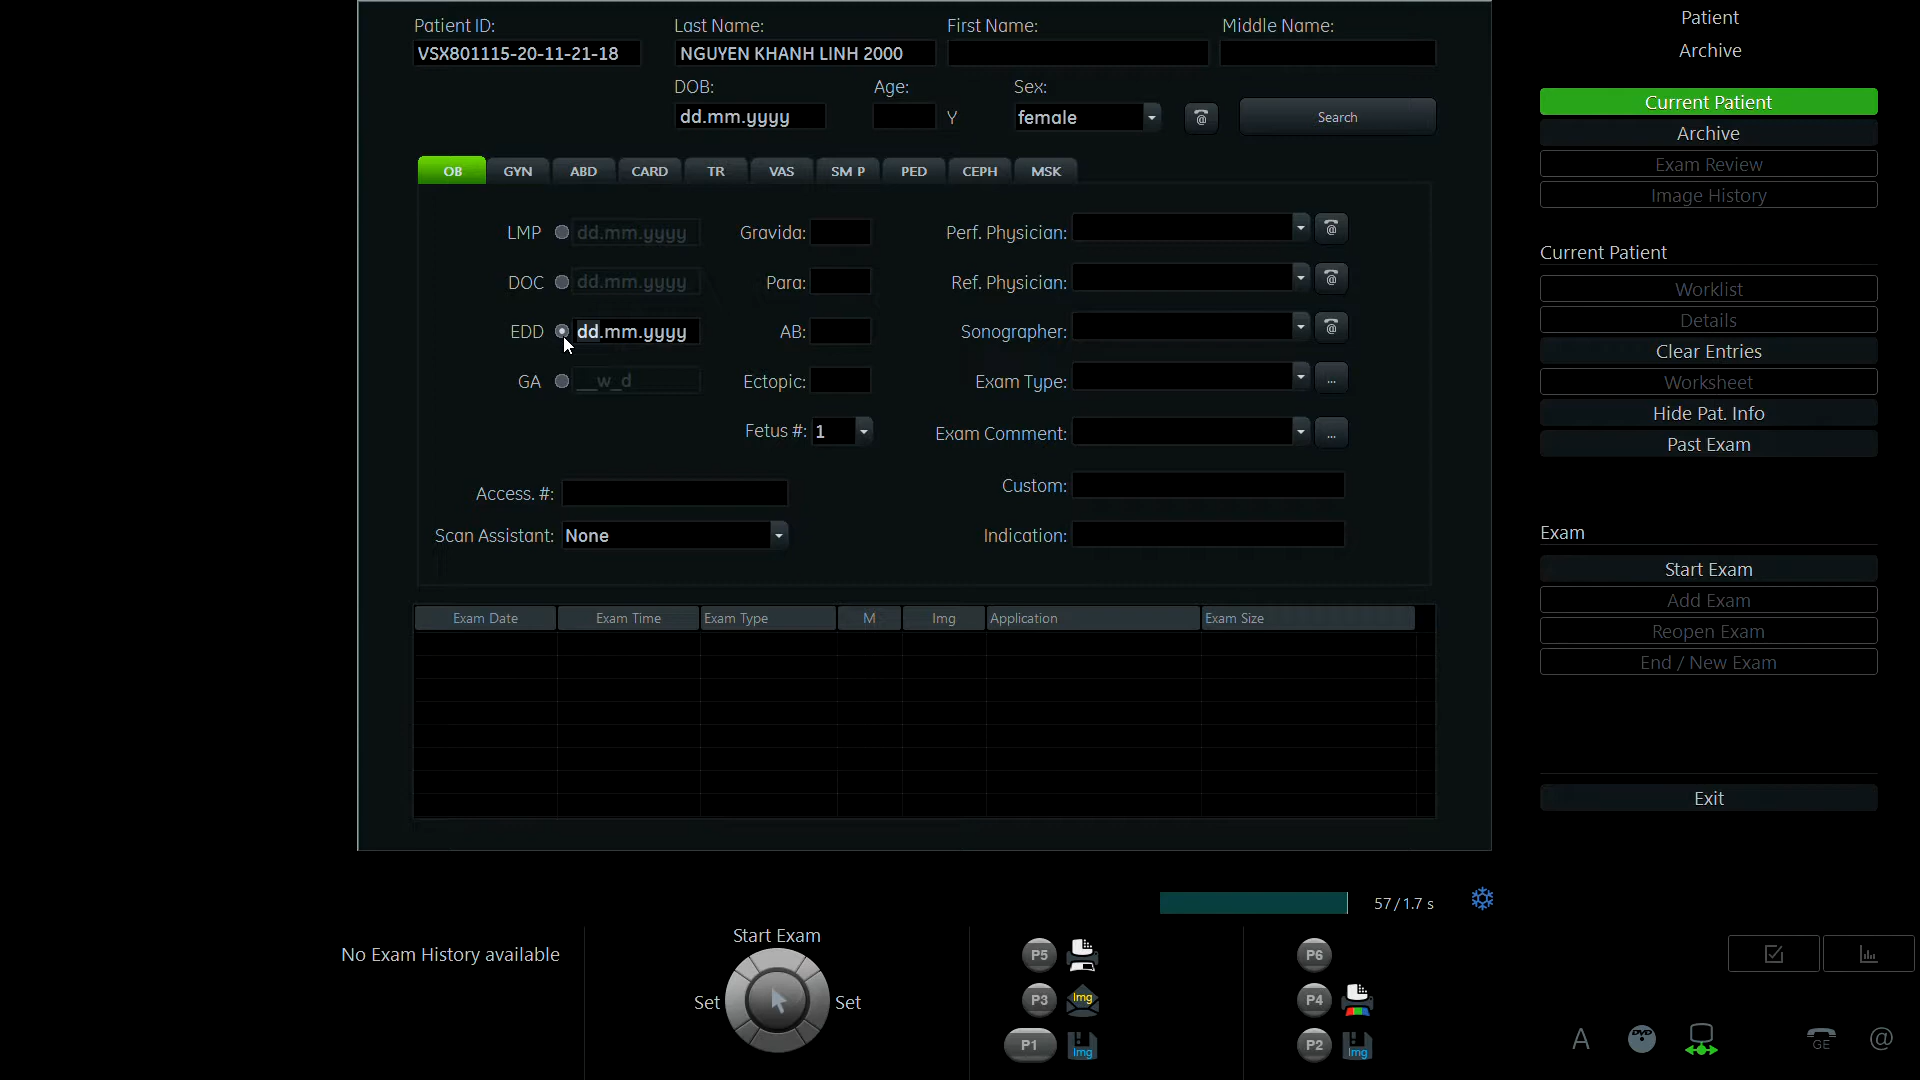 Patient ID: Last Name: First Name: Middle Name:
VSX801115-20-11-21-18 NGUYEN KHANH LINH 2000
DOB: Age: Sex:
dd.mm.yyyy Y female @ Search
OB GYN ABD CARD TR VAS SM P PED CEPH MSK
LMP dd.mm.yyyy Gravida: Perf. Physician: @
DOC dd.mm.yyyy Para: Ref. Physician: @
EDD dd.mm.yyyy AB: Sonographer: @
GA __w_d Ectopic: Exam Type: ...
Fetus #: 1 Exam Comment: ...
Access. #: Custom:
Scan Assistant: None Indication:
Exam Date Exam Time Exam Type M Img Application Exam Size
Patient
Archive
Current Patient
Archive
Exam Review
Image History
Current Patient
Worklist
Details
Clear Entries
Worksheet
Hide Pat. Info
Past Exam
Exam
Start Exam
Add Exam
Reopen Exam
End / New Exam
Exit
57/1.7 s
No Exam History available
Start Exam
Set Set
P5 P6
P3 Img P4
P1 Img P2 Img
A DVD GE @